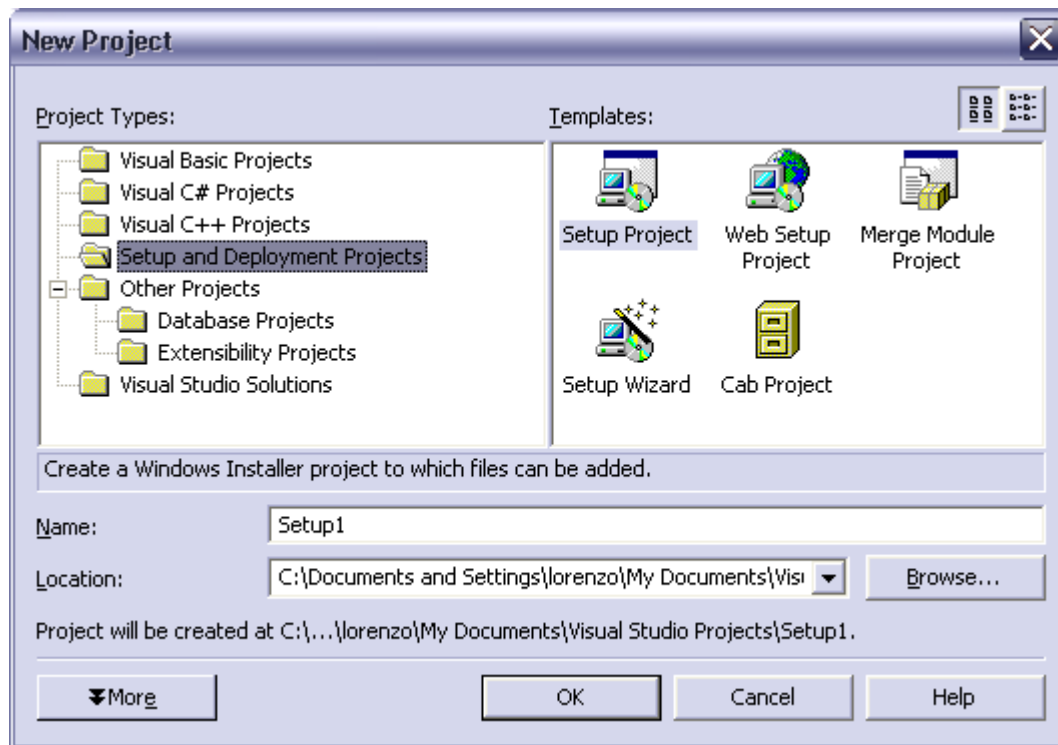 New Project
Project Types:
Templates:
Visual Basic Projects
Visual C# Projects
Visual C++ Projects
Setup and Deployment Projects
Other Projects
Database Projects
Extensibility Projects
Visual Studio Solutions
Setup Project
Web Setup
Project
Merge Module
Project
Setup Wizard
Cab Project
Create a Windows Installer project to which files can be added.
Name:
Setup1
Location:
C:\Documents and Settings\lorenzo\My Documents\Visu
Browse...
Project will be created at C:\...\lorenzo\My Documents\Visual Studio Projects\Setup1.
More
OK
Cancel
Help